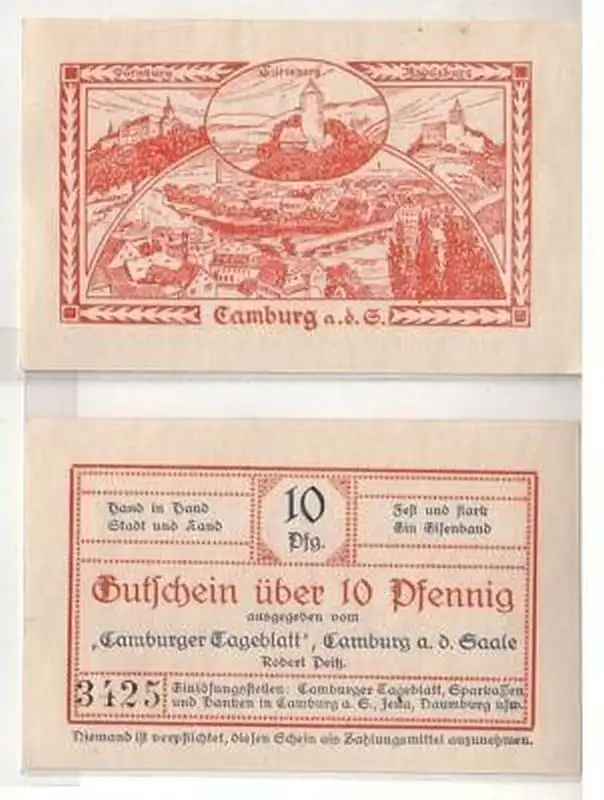 Dornburg
Rudelsburg
Camburg a.d.S.
Hand in Hand
Stadt und Land
10
Pfg.
Fest und stark
Ein Eisenband
Gutschein über 10 Pfennig
ausgegeben vom
„Camburger Tageblatt", Camburg a. d. Saale
Robert Peitz.
3425
Einlösungsstellen: Camburger Tageblatt, Sparkassen
und Banken in Camburg a. S., Jena, Naumburg usw.
Niemand ist verpflichtet, diesen Schein als Zahlungsmittel anzunehmen.